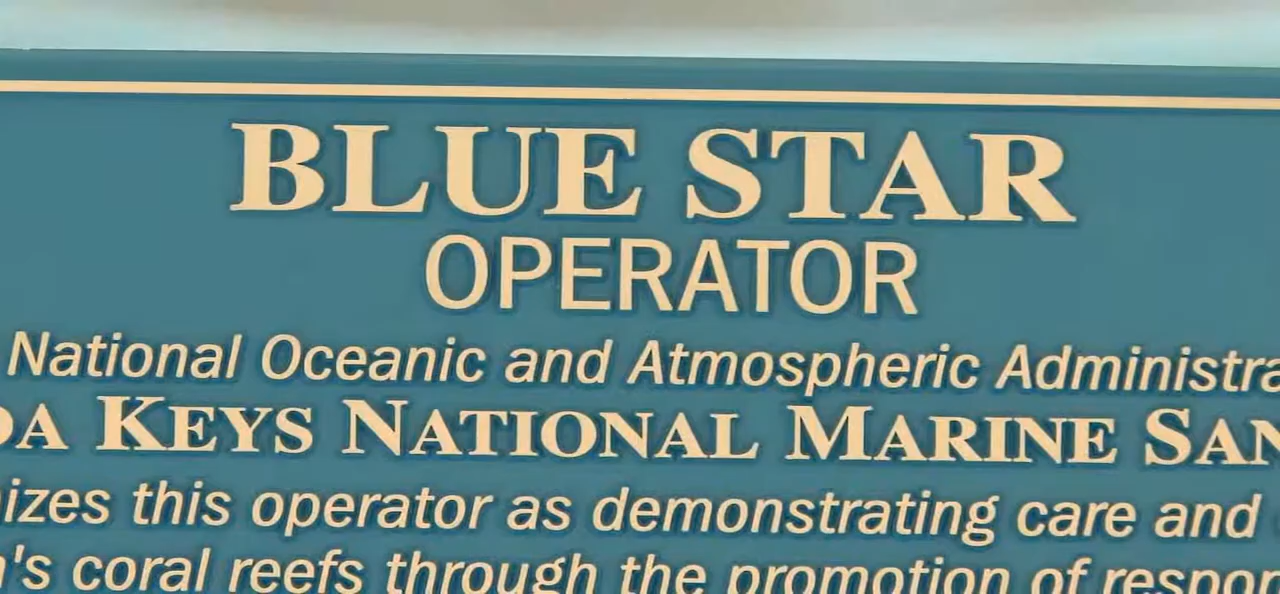 BLUE STAR
OPERATOR
National Oceanic and Atmospheric Administra
DA KEYS NATIONAL MARINE SAN
izes this operator as demonstrating care and
's coral reefs through the promotion of respon